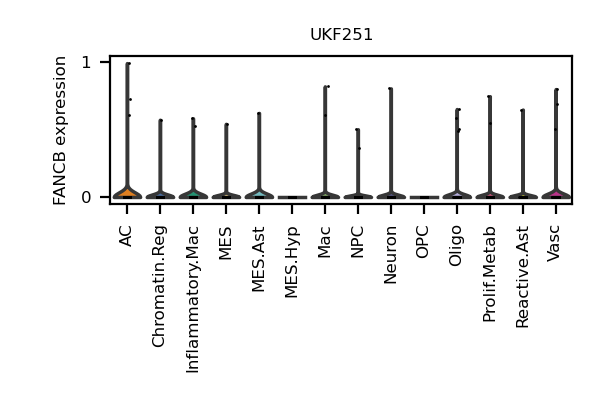 UKF251
FANCB expression
1
0
AC
Chromatin.Reg
Inflammatory.Mac
MES
MES.Ast
MES.Hyp
Mac
NPC
Neuron
OPC
Oligo
Prolif.Metab
Reactive.Ast
Vasc